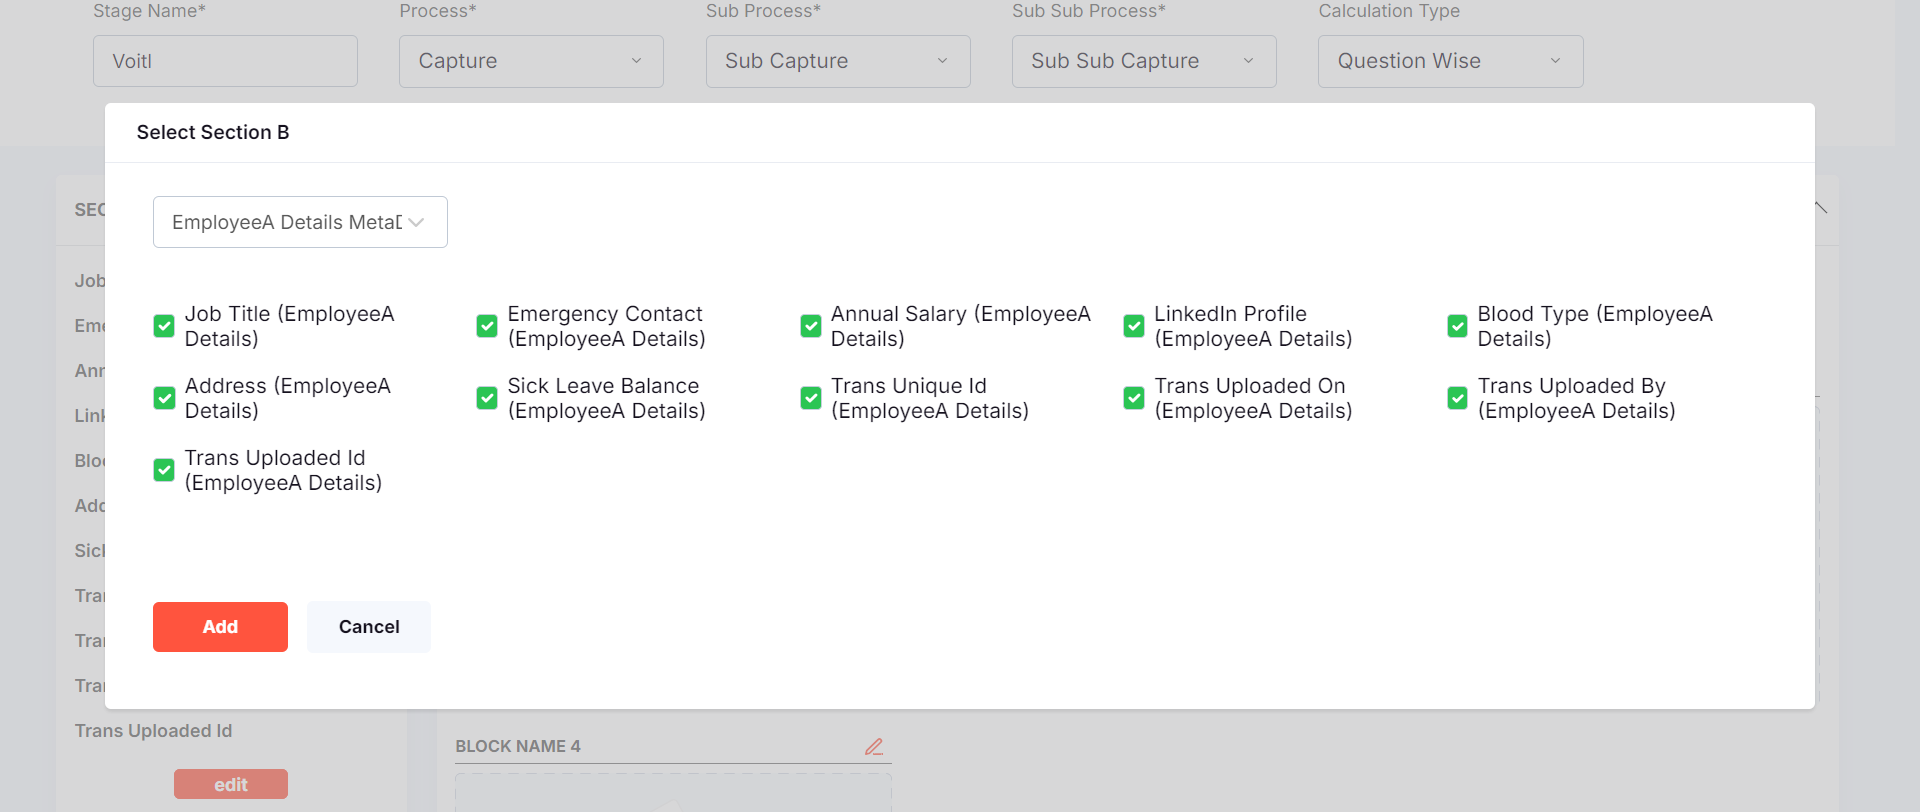 Stage Name*
Process*
Sub Process*
Sub Sub Process*
Calculation Type
Voitl
Capture
Sub Capture
Sub Sub Capture
Question Wise
Select Section B
EmployeeA Details Meta
Job Title (EmployeeA
Details)
Emergency Contact
(EmployeeA Details)
Annual Salary (EmployeeA
Details)
LinkedIn Profile
(EmployeeA Details)
Blood Type (EmployeeA
Details)
Address (EmployeeA
Details)
Sick Leave Balance
(EmployeeA Details)
Trans Unique Id
(EmployeeA Details)
Trans Uploaded On
(EmployeeA Details)
Trans Uploaded By
(EmployeeA Details)
Trans Uploaded Id
(EmployeeA Details)
Add
Cancel
SEC
Job
Eme
Ann
Link
Bloo
Add
Sick
Tra
Tra
Tra
Trans Uploaded Id
edit
BLOCK NAME 4